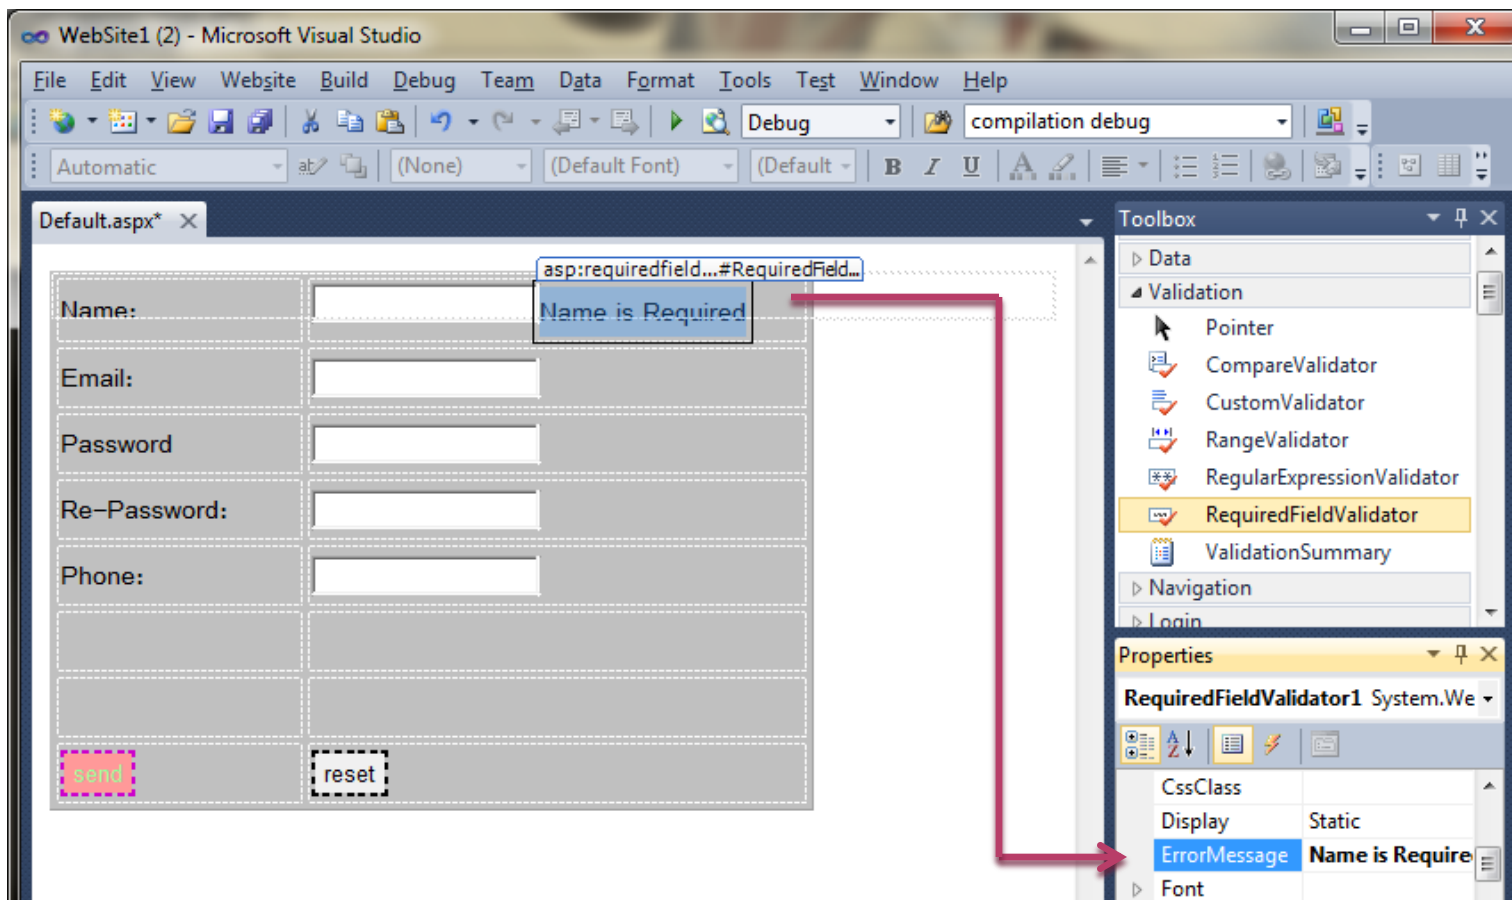 WebSite1 (2) - Microsoft Visual Studio
File Edit View Website Build Debug Team Data Format Tools Test Window Help
Debug compilation debug
Automatic (None) (Default Font) (Default B I U A
Default.aspx*
Toolbox
asp:requiredfield...#RequiredField...
Data
Validation
Name:
Name is Required
Pointer
Email:
CompareValidator
CustomValidator
Password
RangeValidator
RegularExpressionValidator
Re-Password:
RequiredFieldValidator
ValidationSummary
Phone:
Navigation
Login
Properties
RequiredFieldValidator1 System.We
send
reset
CssClass
Display Static
ErrorMessage Name is Require
Font